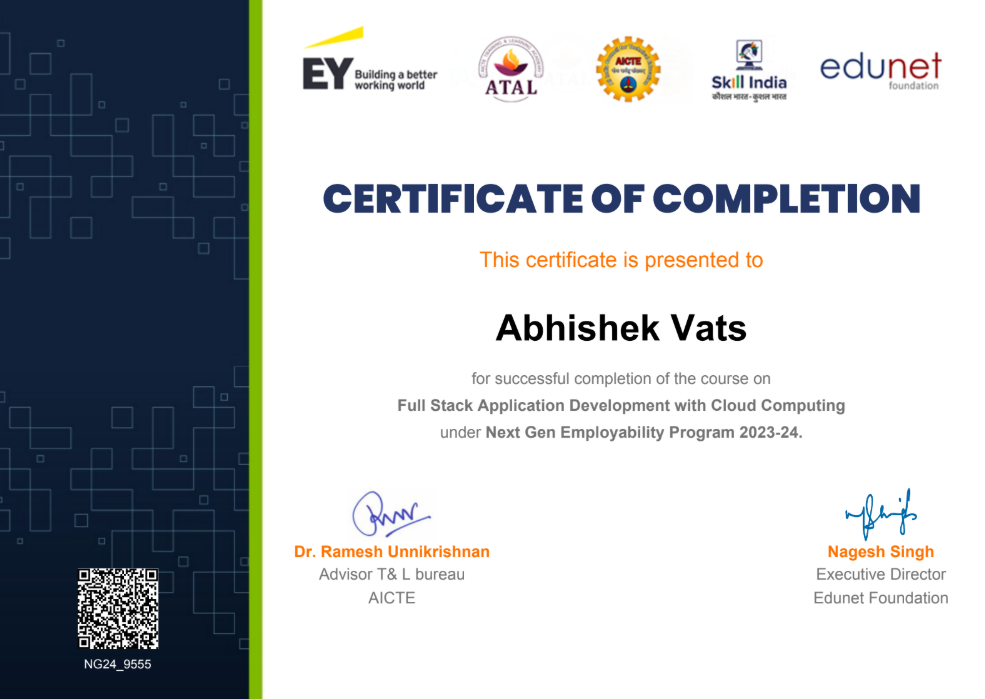 EY Building a better
working world
ATAL
AICTE
Skill India
कौशल भारत-कुशल भारत
edunet
foundation
CERTIFICATE OF COMPLETION
This certificate is presented to
Abhishek Vats
for successful completion of the course on
Full Stack Application Development with Cloud Computing
under Next Gen Employability Program 2023-24.
Dr. Ramesh Unnikrishnan
Advisor T& L bureau
AICTE
Nagesh Singh
Executive Director
Edunet Foundation
NG24_9555